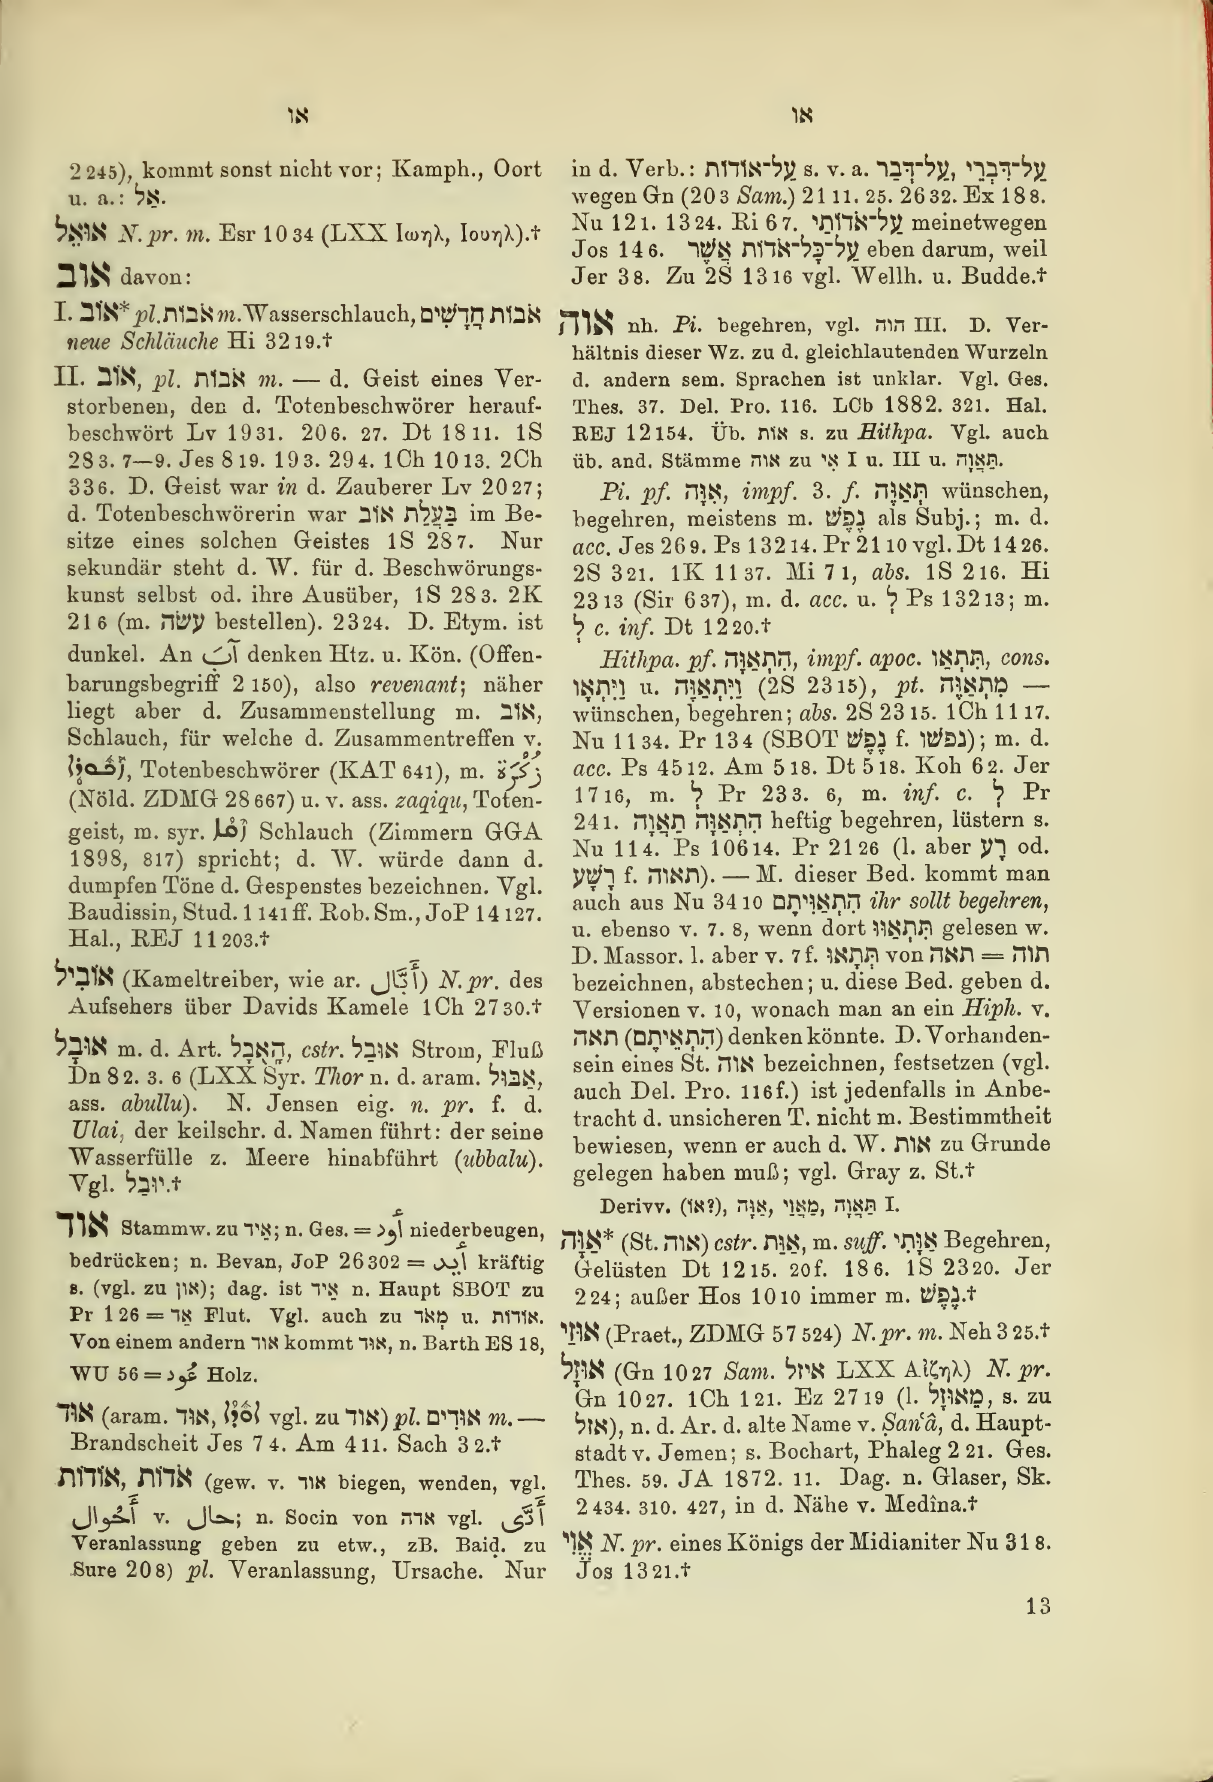 או
או
2 245), kommt sonst nicht vor; Kamph., Oort
u. a.: אֵל.
אוּאֵל N. pr. m. Esr 10 34 (LXX Ιωηλ, Ιουηλ).†
אוב davon:
I. אוֹב* pl. אֹבוֹת m. Wasserschlauch, אֹבוֹת חֲדָשִׁים
neue Schläuche Hi 32 19.†
II. אוֹב, pl. אֹבוֹת m. — d. Geist eines Ver-
storbenen, den d. Totenbeschwörer herauf-
beschwört Lv 19 31. 20 6. 27. Dt 18 11. 1S
28 3. 7—9. Jes 8 19. 19 3. 29 4. 1Ch 10 13. 2Ch
33 6. D. Geist war in d. Zauberer Lv 20 27;
d. Totenbeschwörerin war בַּעֲלַת אוֹב im Be-
sitze eines solchen Geistes 1S 28 7. Nur
sekundär steht d. W. für d. Beschwörungs-
kunst selbst od. ihre Ausüber, 1S 28 3. 2K
21 6 (m. עשׂה bestellen). 23 24. D. Etym. ist
dunkel. An آبَ denken Htz. u. Kön. (Offen-
barungsbegriff 2 150), also revenant; näher
liegt aber d. Zusammenstellung m. אוֹב,
Schlauch, für welche d. Zusammentreffen v.
Totenbeschwörer (KAT 641), m. زُكْرَة
(Nöld. ZDMG 28 667) u. v. ass. zaqiqu, Toten-
geist, m. syr. ܙܩܐ Schlauch (Zimmern GGA
1898, 817) spricht; d. W. würde dann d.
dumpfen Töne d. Gespenstes bezeichnen. Vgl.
Baudissin, Stud. 1 141 ff. Rob. Sm., JoP 14 127.
Hal., REJ 11 203.†
אוֹבִיל (Kameltreiber, wie ar. أَبَّال) N. pr. des
Aufsehers über Davids Kamele 1Ch 27 30.†
אוּבָל m. d. Art. הָאֻבָל, cstr. אוּבַל Strom, Fluß
Dn 8 2. 3. 6 (LXX Syr. Thor n. d. aram. אֲבוּל,
ass. abullu). N. Jensen eig. n. pr. f. d.
Ulai, der keilschr. d. Namen führt: der seine
Wasserfülle z. Meere hinabführt (ubbalu).
Vgl. יוּבַל.†
אוד Stammw. zu אֵיד; n. Ges. = أود niederbeugen,
bedrücken; n. Bevan, JoP 26 302 = أيد kräftig
s. (vgl. zu און); dag. ist אֵיד n. Haupt SBOT zu
Pr 1 26 = אֵד Flut. Vgl. auch zu מְאֹד u. אוֹדוֹת.
Von einem andern אוד kommt אוּד, n. Barth ES 18,
WU 56 = عُود Holz.
אוּד (aram. אוּד, vgl. zu אוד) pl. אוּדִים m. —
Brandscheit Jes 7 4. Am 4 11. Sach 3 2.†
אֹדוֹת, אוֹדוֹת (gew. v. אוד biegen, wenden, vgl.
أَحْوال v. حال; n. Socin von אדה vgl. أَدَّى
Veranlassung geben zu etw., zB. Baiḍ. zu
Sure 20 8) pl. Veranlassung, Ursache. Nur
in d. Verb.: עַל־אוֹדוֹת s. v. a. עַל־דְּבַר, עַל־דִּבְרֵי
wegen Gn (20 3 Sam.) 21 11. 25. 26 32. Ex 18 8.
Nu 12 1. 13 24. Ri 6 7. עַל־אֹדוֹתַי meinetwegen
Jos 14 6. עַל־כָּל־אֹדוֹת אֲשֶׁר eben darum, weil
Jer 3 8. Zu 2S 13 16 vgl. Wellh. u. Budde.†
אוה nh. Pi. begehren, vgl. הוה III. D. Ver-
hältnis dieser Wz. zu d. gleichlautenden Wurzeln
d. andern sem. Sprachen ist unklar. Vgl. Ges.
Thes. 37. Del. Pro. 116. LCb 1882. 321. Hal.
REJ 12 154. Üb. אות s. zu Hithpa. Vgl. auch
üb. and. Stämme אוה zu אִי I u. III u. תַּאֲוָה.
Pi. pf. אִוָּה, impf. 3. f. תְּאַוֶּה wünschen,
begehren, meistens m. נֶפֶשׁ als Subj.; m. d.
acc. Jes 26 9. Ps 132 14. Pr 21 10 vgl. Dt 14 26.
2S 3 21. 1K 11 37. Mi 7 1, abs. 1S 2 16. Hi
23 13 (Sir 6 37), m. d. acc. u. לְ Ps 132 13; m.
לְ c. inf. Dt 12 20.†
Hithpa. pf. הִתְאַוָּה, impf. apoc. תִּתְאַו, cons.
וַיִּתְאָו u. וַיִּתְאַוֶּה (2S 23 15), pt. מִתְאַוֶּה —
wünschen, begehren; abs. 2S 23 15. 1Ch 11 17.
Nu 11 34. Pr 13 4 (SBOT נֶפֶשׁ f. נפשו); m. d.
acc. Ps 45 12. Am 5 18. Dt 5 18. Koh 6 2. Jer
17 16, m. לְ Pr 23 3. 6, m. inf. c. לְ Pr
24 1. הִתְאַוָּה תַאֲוָה heftig begehren, lüstern s.
Nu 11 4. Ps 106 14. Pr 21 26 (l. aber רָע od.
רָשָׁע f. תאוה). — M. dieser Bed. kommt man
auch aus Nu 34 10 הִתְאַוִּיתֶם ihr sollt begehren,
u. ebenso v. 7. 8, wenn dort תִּתְאַוּוּ gelesen w.
D. Massor. l. aber v. 7 f. תְּתָאוּ von תאה = תוה
bezeichnen, abstechen; u. diese Bed. geben d.
Versionen v. 10, wonach man an ein Hiph. v.
תאה (הִתְאֵיתֶם) denken könnte. D. Vorhanden-
sein eines St. אוה bezeichnen, festsetzen (vgl.
auch Del. Pro. 116 f.) ist jedenfalls in Anbe-
tracht d. unsicheren T. nicht m. Bestimmtheit
bewiesen, wenn er auch d. W. אות zu Grunde
gelegen haben muß; vgl. Gray z. St.†
Derivv. (אוֹ?), אַוָּה, מַאֲוַי, תַּאֲוָה I.
אַוָּה* (St. אוה) cstr. אַוַּת, m. suff. אַוָּתִי Begehren,
Gelüsten Dt 12 15. 20 f. 18 6. 1S 23 20. Jer
2 24; außer Hos 10 10 immer m. נֶפֶשׁ.†
אוּזַי (Praet., ZDMG 57 524) N. pr. m. Neh 3 25.†
אוּזָל (Gn 10 27 Sam. איזל LXX Αἰζηλ) N. pr.
Gn 10 27. 1Ch 1 21. Ez 27 19 (l. מֵאוּזָל, s. zu
אזל), n. d. Ar. d. alte Name v. Ṣanʿâ, d. Haupt-
stadt v. Jemen; s. Bochart, Phaleg 2 21. Ges.
Thes. 59. JA 1872. 11. Dag. n. Glaser, Sk.
2 434. 310. 427, in d. Nähe v. Medîna.†
אֱוִי N. pr. eines Königs der Midianiter Nu 31 8.
Jos 13 21.†
13